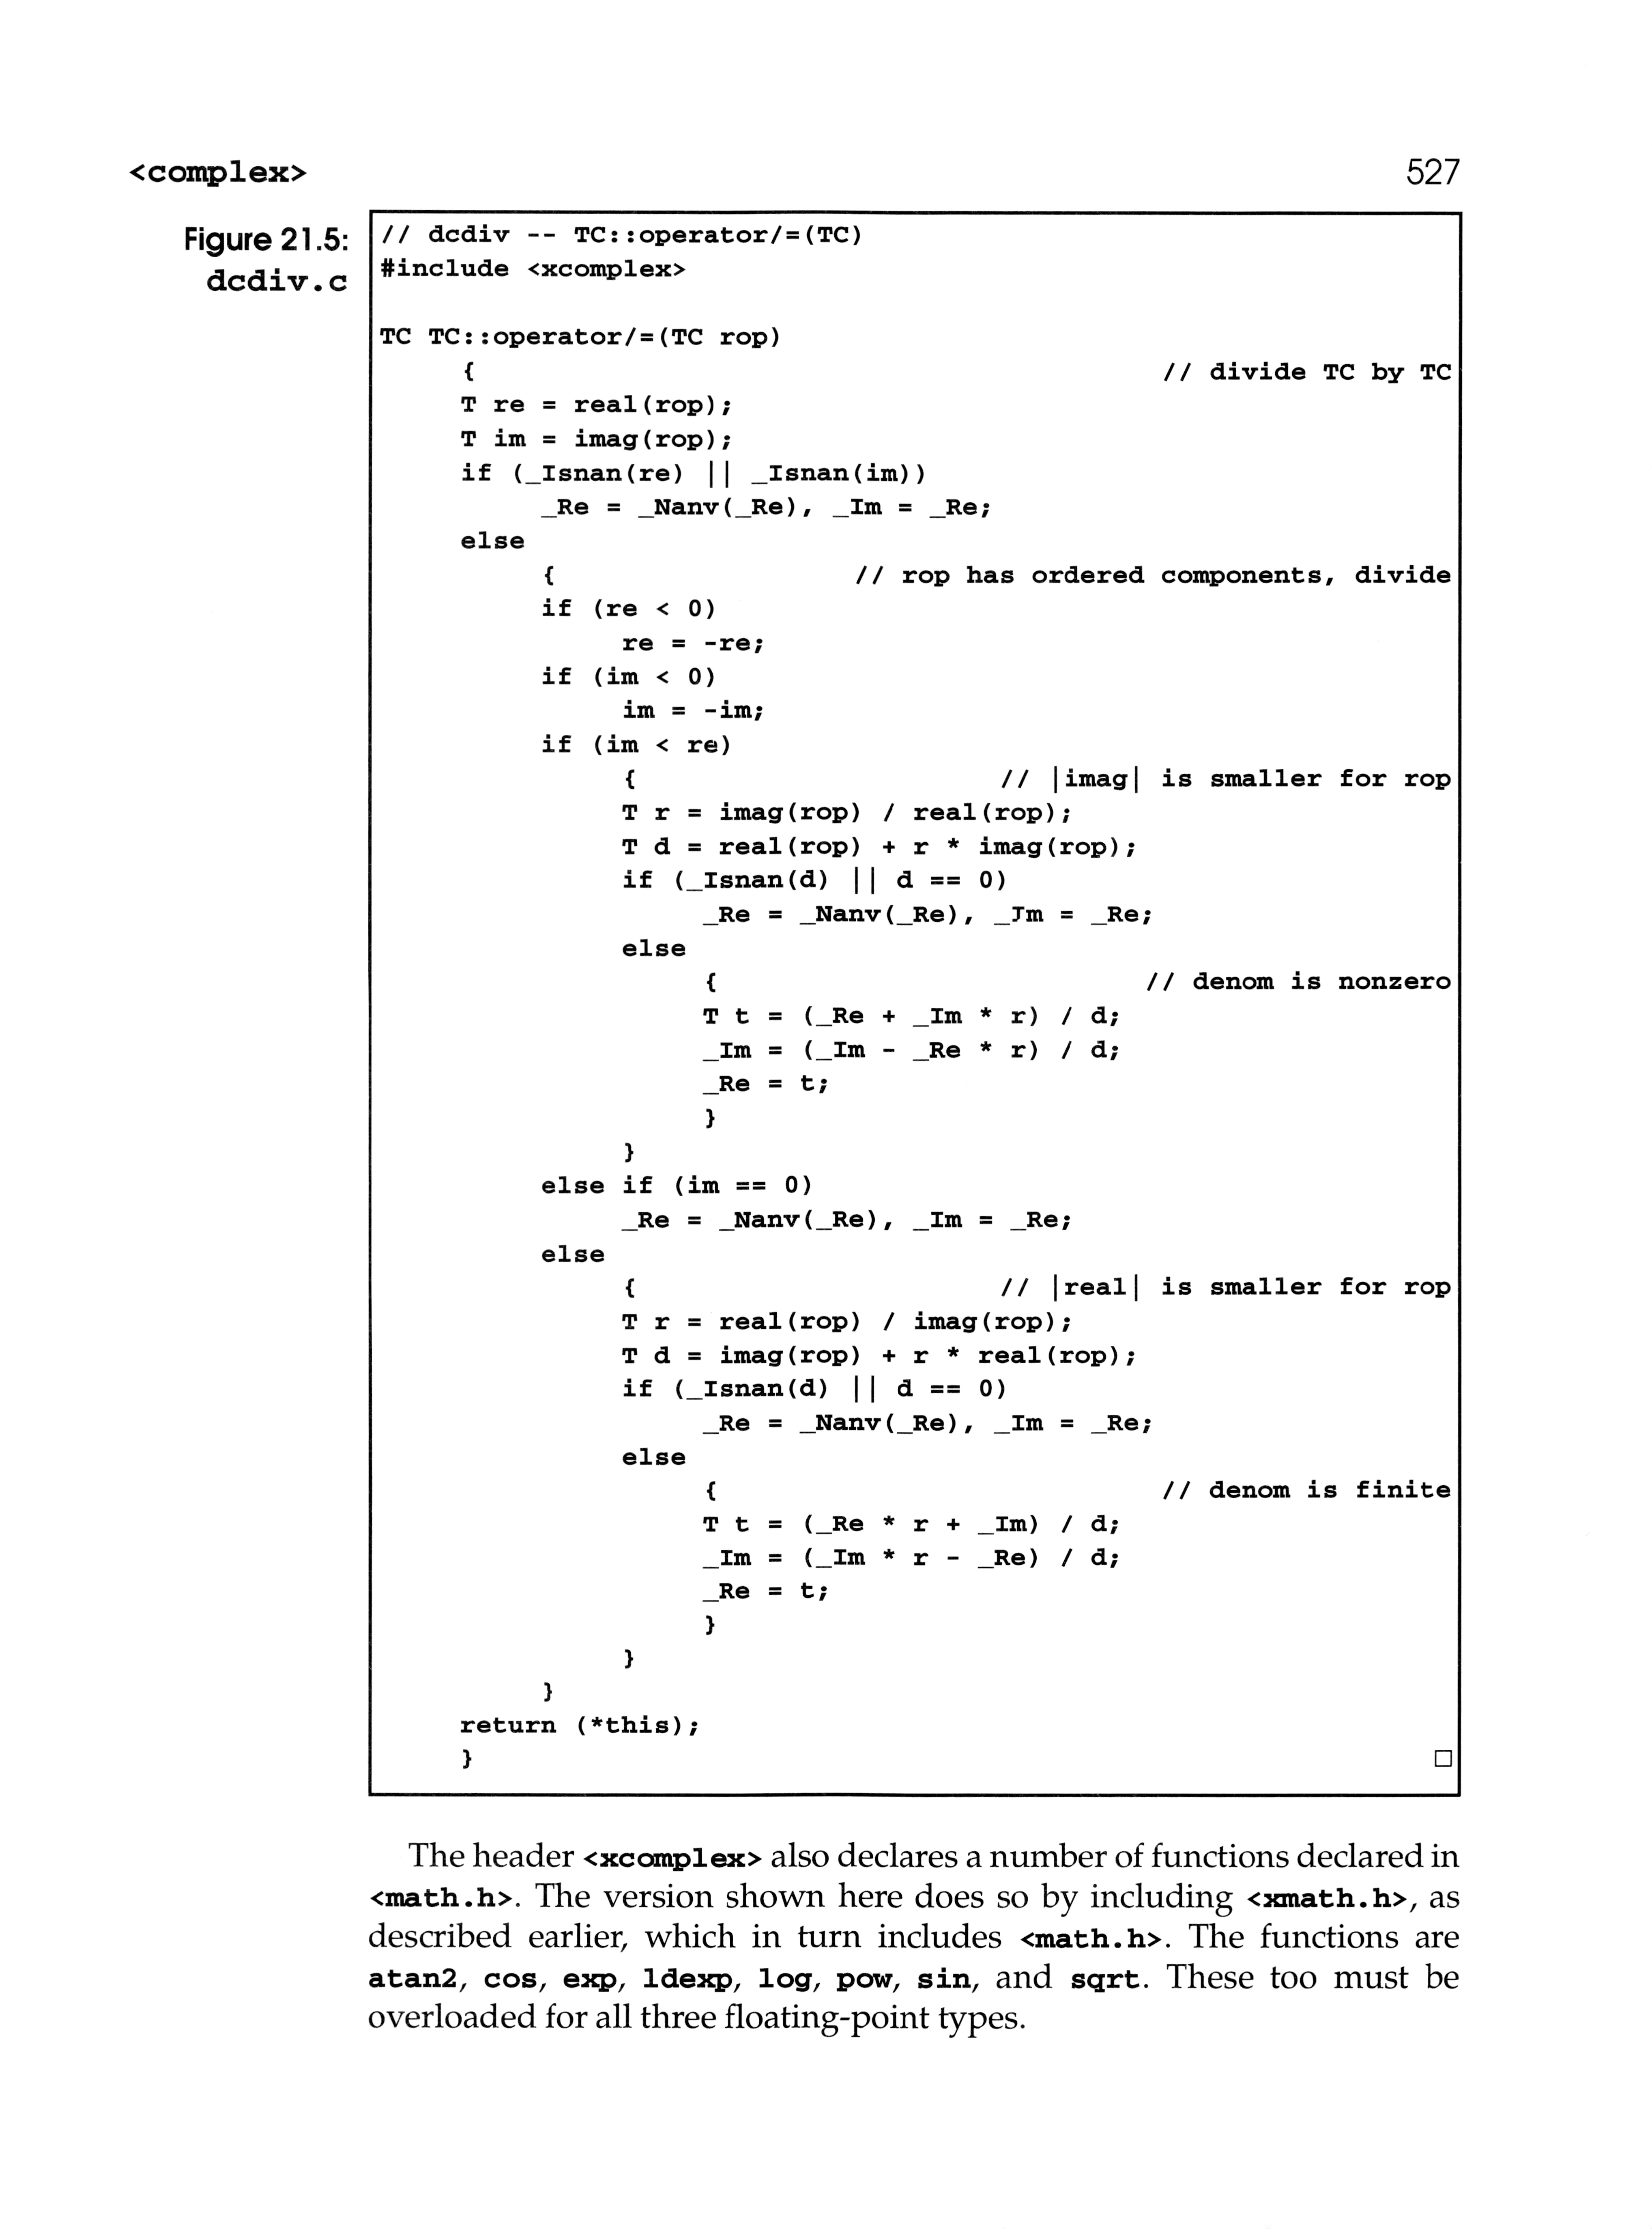 <complex> 527
Figure 21.5:
dcdiv.c
// dcdiv -- TC::operator/=(TC)
#include <xcomplex>
TC TC::operator/=(TC rop)
{ // divide TC by TC
T re = real(rop);
T im = imag(rop);
if (_Isnan(re) || _Isnan(im))
_Re = _Nanv(_Re), _Im = _Re;
else
{ // rop has ordered components, divide
if (re < 0)
re = -re;
if (im < 0)
im = -im;
if (im < re)
{ // |imag| is smaller for rop
T r = imag(rop) / real(rop);
T d = real(rop) + r * imag(rop);
if (_Isnan(d) || d == 0)
_Re = _Nanv(_Re), _Im = _Re;
else
{ // denom is nonzero
T t = (_Re + _Im * r) / d;
_Im = (_Im - _Re * r) / d;
_Re = t;
}
}
else if (im == 0)
_Re = _Nanv(_Re), _Im = _Re;
else
{ // |real| is smaller for rop
T r = real(rop) / imag(rop);
T d = imag(rop) + r * real(rop);
if (_Isnan(d) || d == 0)
_Re = _Nanv(_Re), _Im = _Re;
else
{ // denom is finite
T t = (_Re * r + _Im) / d;
_Im = (_Im * r - _Re) / d;
_Re = t;
}
}
}
return (*this);
} □
The header <xcomplex> also declares a number of functions declared in
<math.h>. The version shown here does so by including <xmath.h>, as
described earlier, which in turn includes <math.h>. The functions are
atan2, cos, exp, ldexp, log, pow, sin, and sqrt. These too must be
overloaded for all three floating-point types.